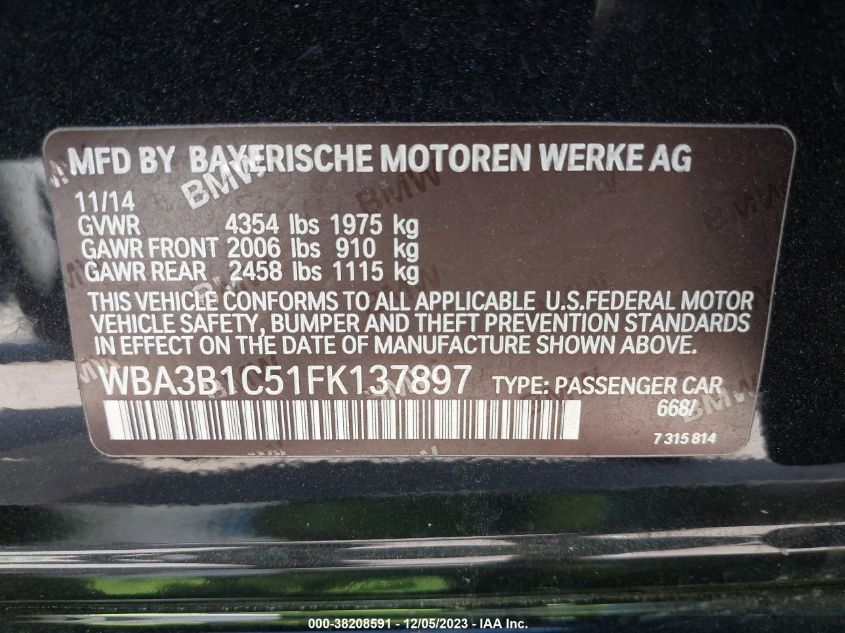 MFD BY BAYERISCHE MOTOREN WERKE AG
11/14
GVWR 4354 lbs 1975 kg
GAWR FRONT 2006 lbs 910 kg
GAWR REAR 2458 lbs 1115 kg
THIS VEHICLE CONFORMS TO ALL APPLICABLE U.S.FEDERAL MOTOR
VEHICLE SAFETY, BUMPER AND THEFT PREVENTION STANDARDS
IN EFFECT ON THE DATE OF MANUFACTURE SHOWN ABOVE.
WBA3B1C51FK137897 TYPE: PASSENGER CAR
668/
7 315 814
000-38208591 - 12/05/2023 - IAA Inc.